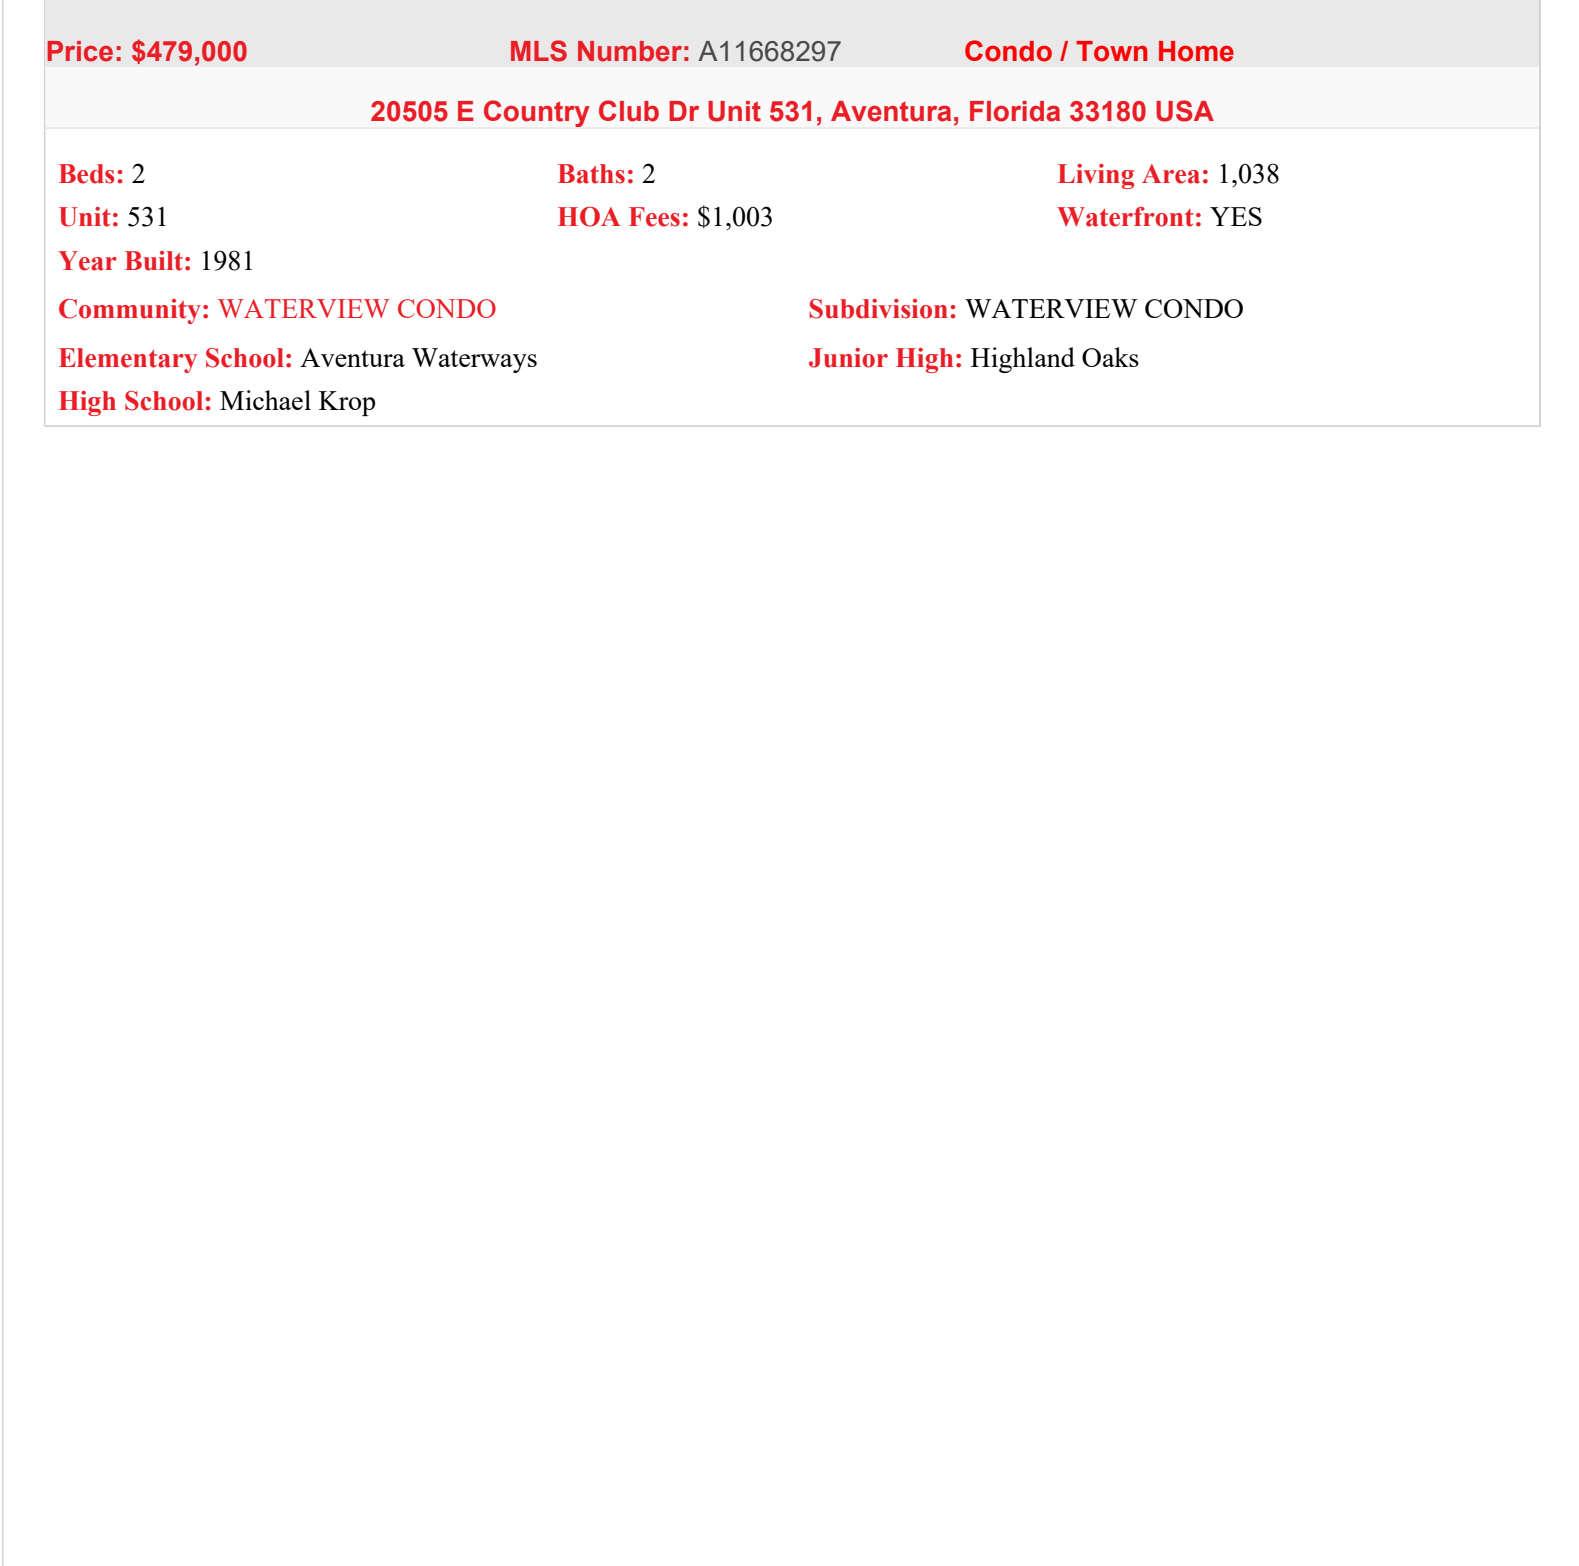 Price: $479,000 MLS Number: A11668297 Condo / Town Home
20505 E Country Club Dr Unit 531, Aventura, Florida 33180 USA
Beds: 2 Baths: 2 Living Area: 1,038
Unit: 531 HOA Fees: $1,003 Waterfront: YES
Year Built: 1981
Community: WATERVIEW CONDO Subdivision: WATERVIEW CONDO
Elementary School: Aventura Waterways Junior High: Highland Oaks
High School: Michael Krop